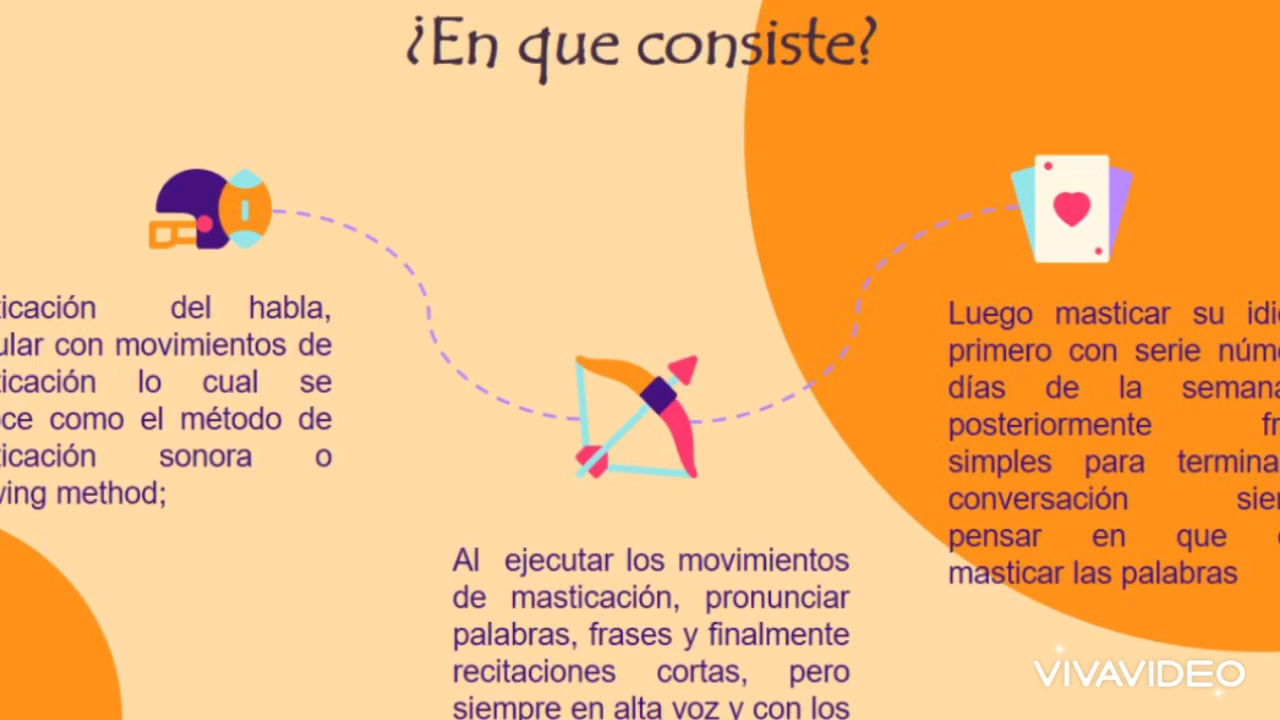 ¿En que consiste?
del habla,
con movimientos de
lo cual se
como el método de
sonora o
method;
Al ejecutar los movimientos
de masticación, pronunciar
palabras, frases y finalmente
recitaciones cortas, pero
siempre en alta voz y con los
Luego masticar su
primero con serie
días de la
posteriormente
simples para
conversación
pensar en que
masticar las palabras
VIVAVIDEO